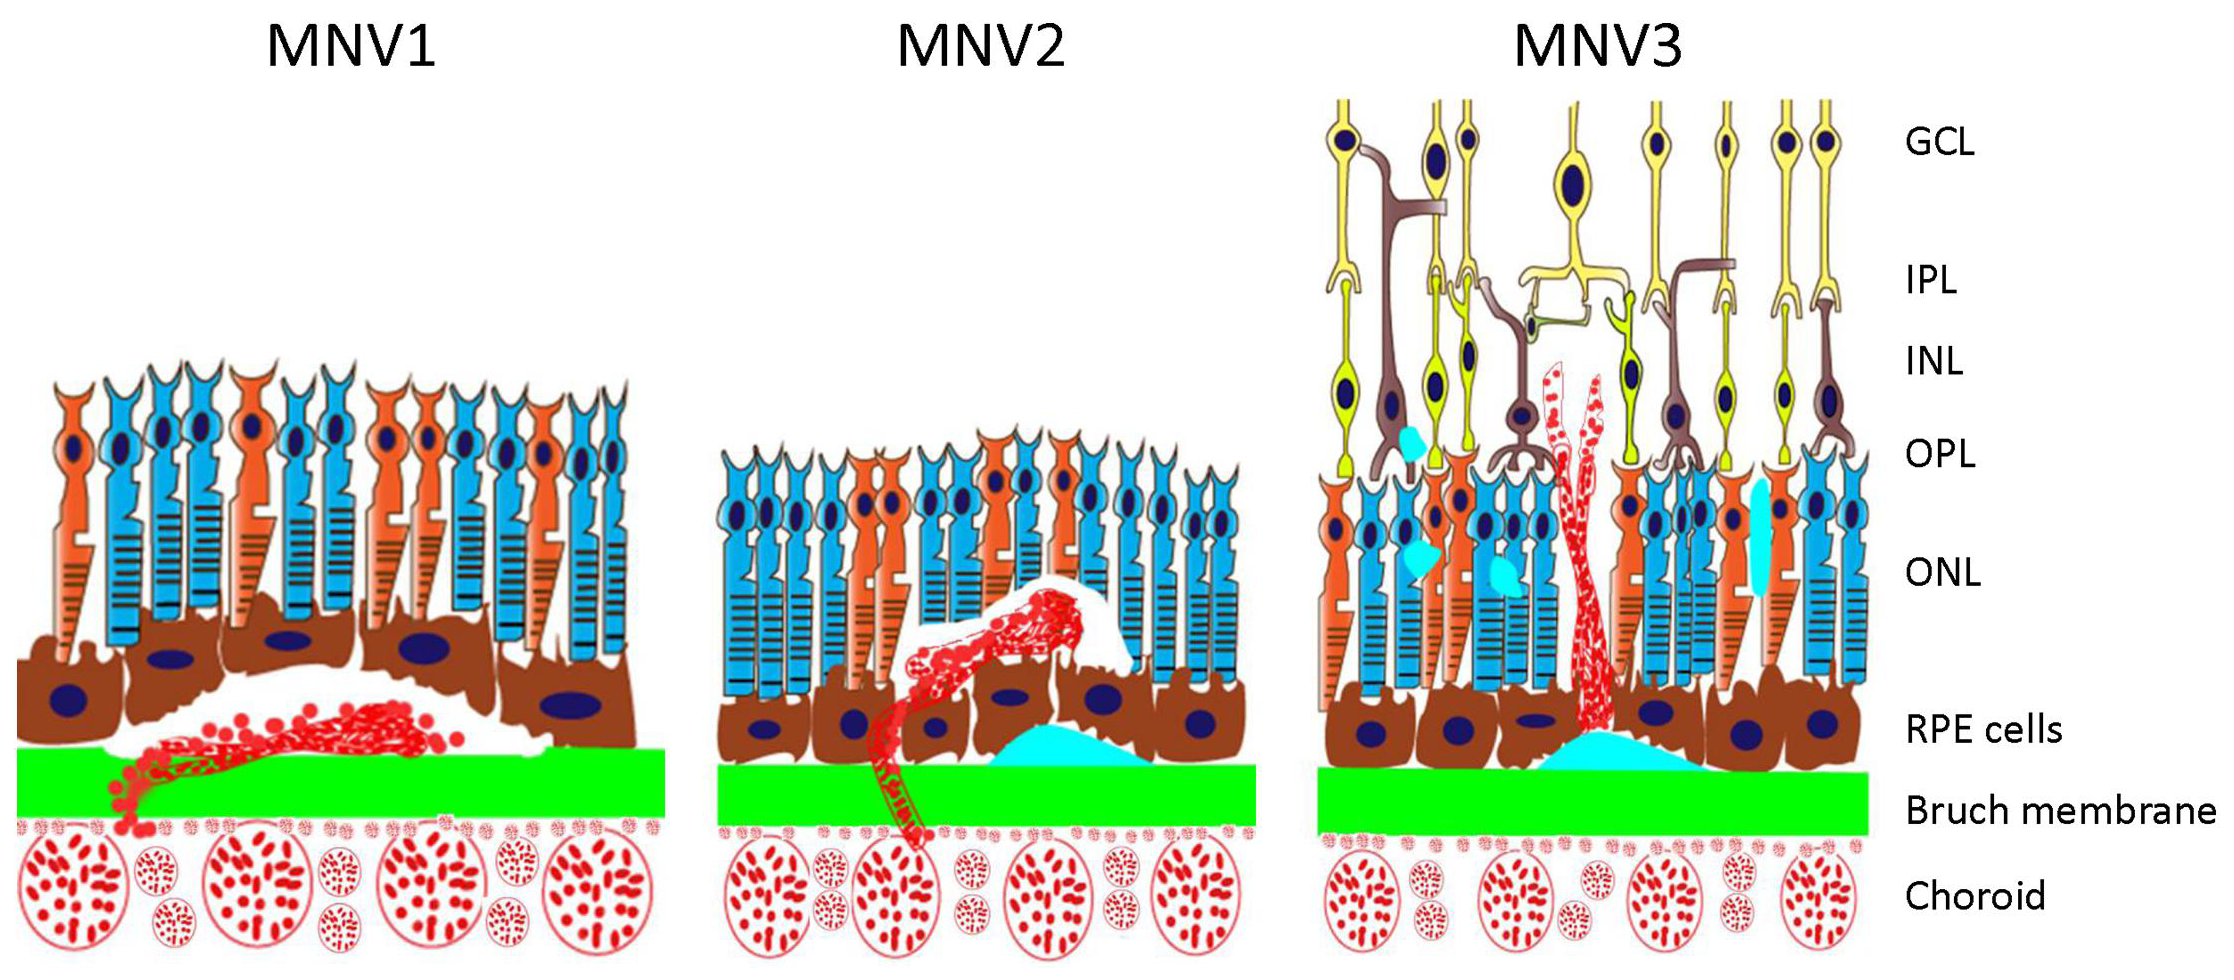 MNV1
MNV2
MNV3
GCL
IPL
INL
OPL
ONL
RPE cells
Bruch membrane
Choroid